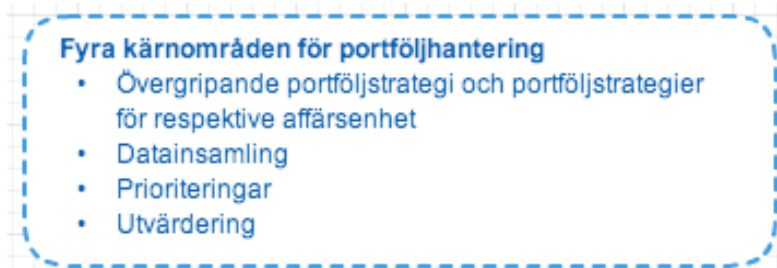 Fyra kärnområden för portföljhantering
• Övergripande portföljstrategi och portföljstrategier
för respektive affärsenhet
• Datainsamling
• Prioriteringar
• Utvärdering